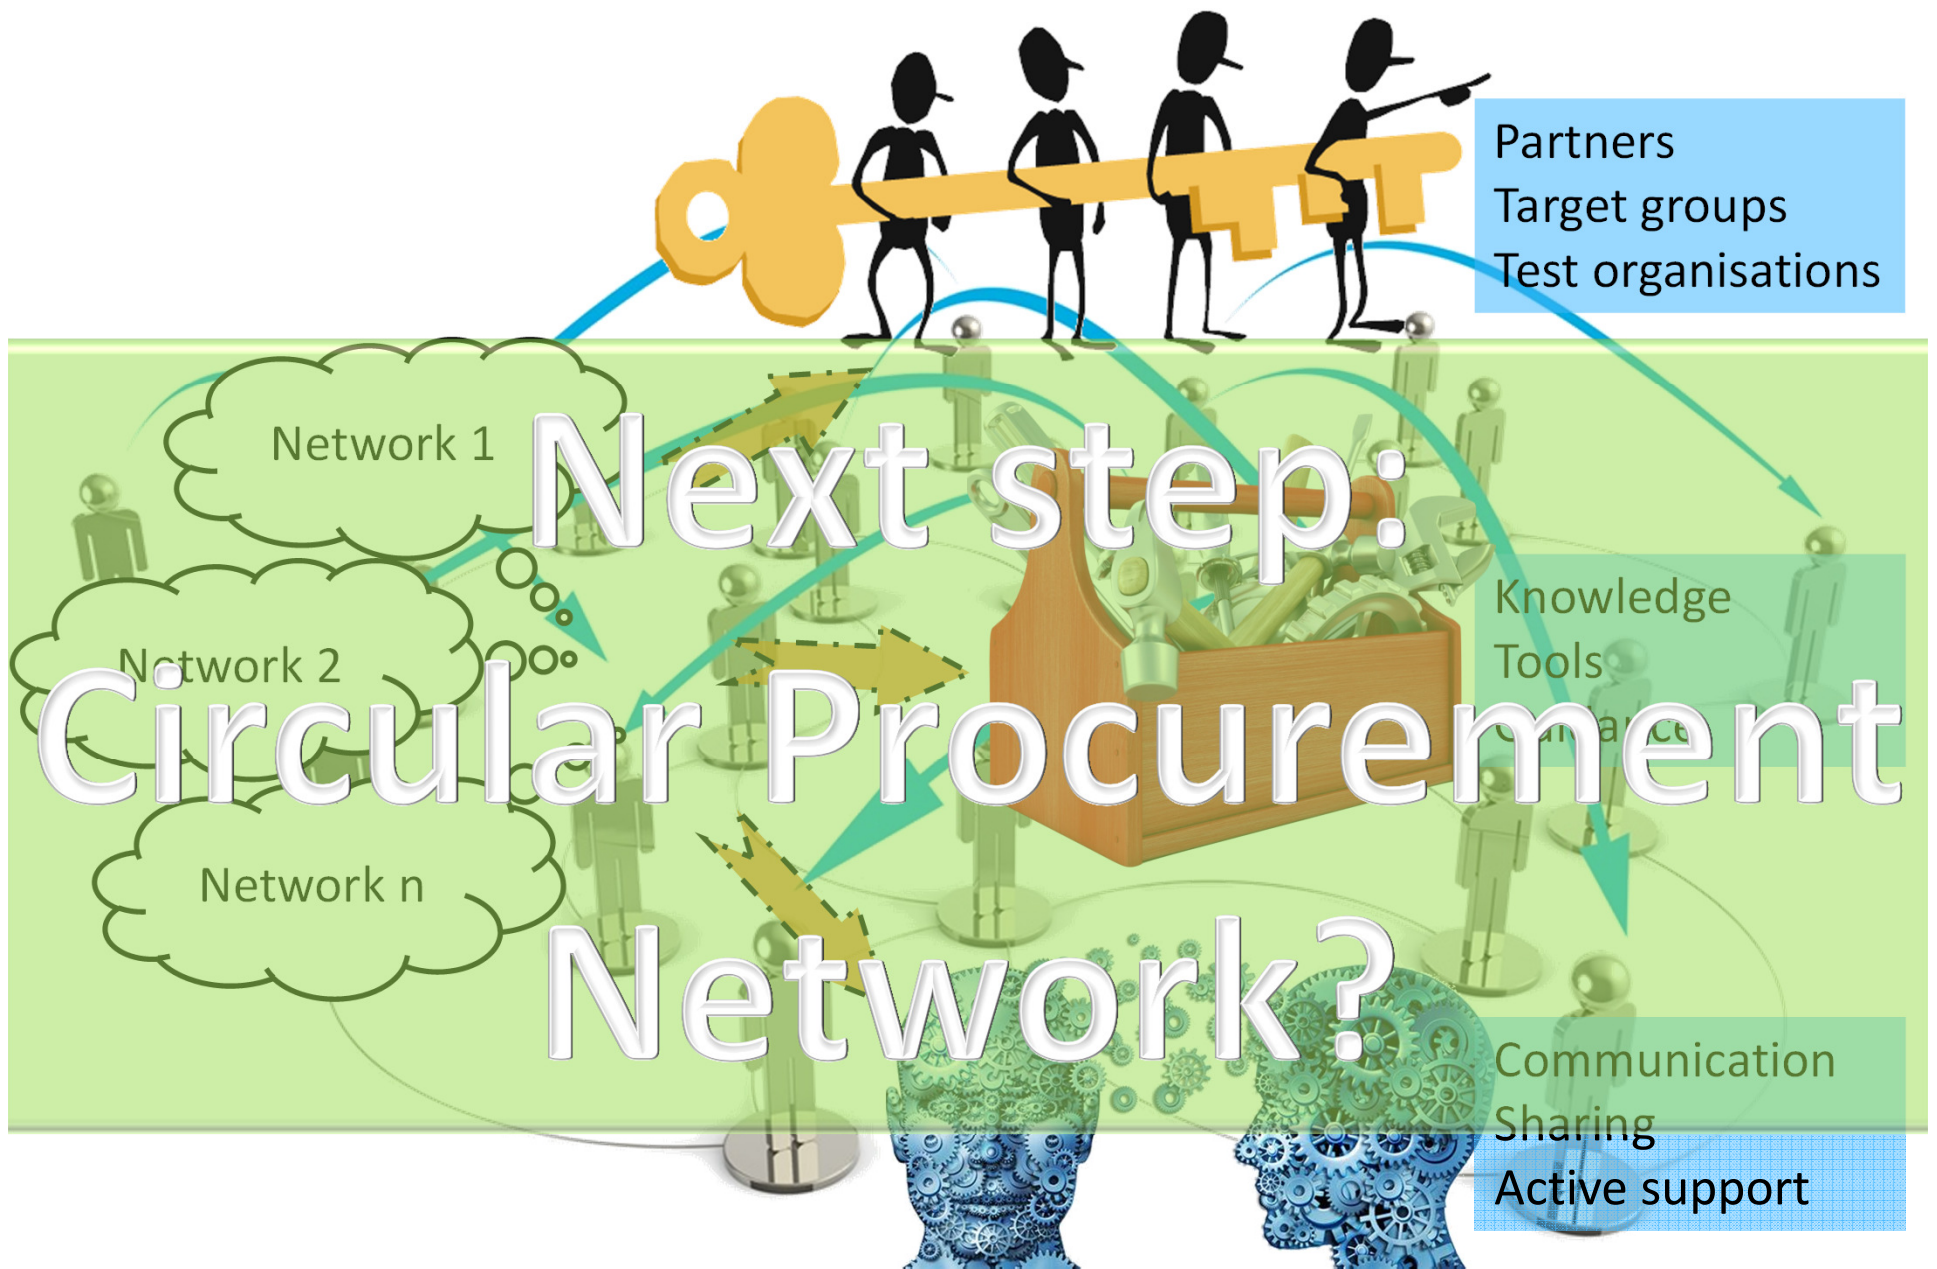 Partners
Target groups
Test organisations
Network 1
Next step:
Knowledge
Tools
Guidance
Network 2
Circular Procurement
Network n
Network?
Communication
Sharing
Active support